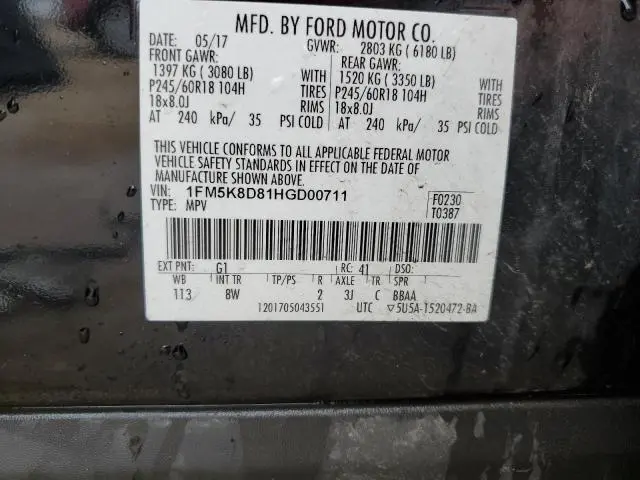 MFD. BY FORD MOTOR CO.
DATE: 05/17 GVWR: 2803 KG ( 6180 LB)
FRONT GAWR: REAR GAWR:
1397 KG ( 3080 LB) WITH 1520 KG ( 3350 LB) WITH
P245/60R18 104H TIRES P245/60R18 104H TIRES
18x8.0J RIMS 18x8.0J RIMS
AT 240 kPa/ 35 PSI COLD AT 240 kPa/ 35 PSI COLD
THIS VEHICLE CONFORMS TO ALL APPLICABLE FEDERAL MOTOR
VEHICLE SAFETY STANDARDS IN EFFECT ON THE DATE OF
MANUFACTURE SHOWN ABOVE.
VIN: 1FM5K8D81HGD00711 F0230
TYPE: MPV T0387
EXT PNT: G1 RC: 41 DSO:
WB INT TR TP/PS R AXLE TR SPR
113 8W 2 3J C BBAA
1201705043551 UTC ▽5U5A-1520472-BA